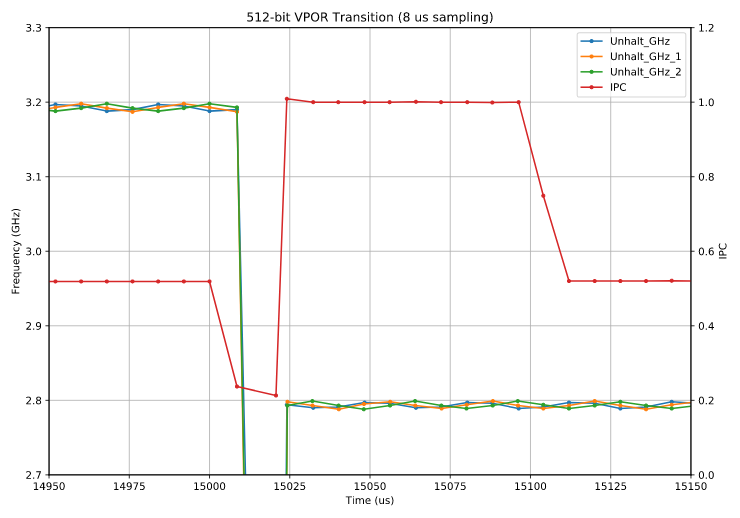 512-bit VPOR Transition (8 us sampling)
3.3
3.2
3.1
3.0
2.9
2.8
2.7
Frequency (GHz)
1.2
1.0
0.8
0.6
0.4
0.2
0.0
IPC
Unhalt_GHz
Unhalt_GHz_1
Unhalt_GHz_2
IPC
14950 14975 15000 15025 15050 15075 15100 15125 15150
Time (us)